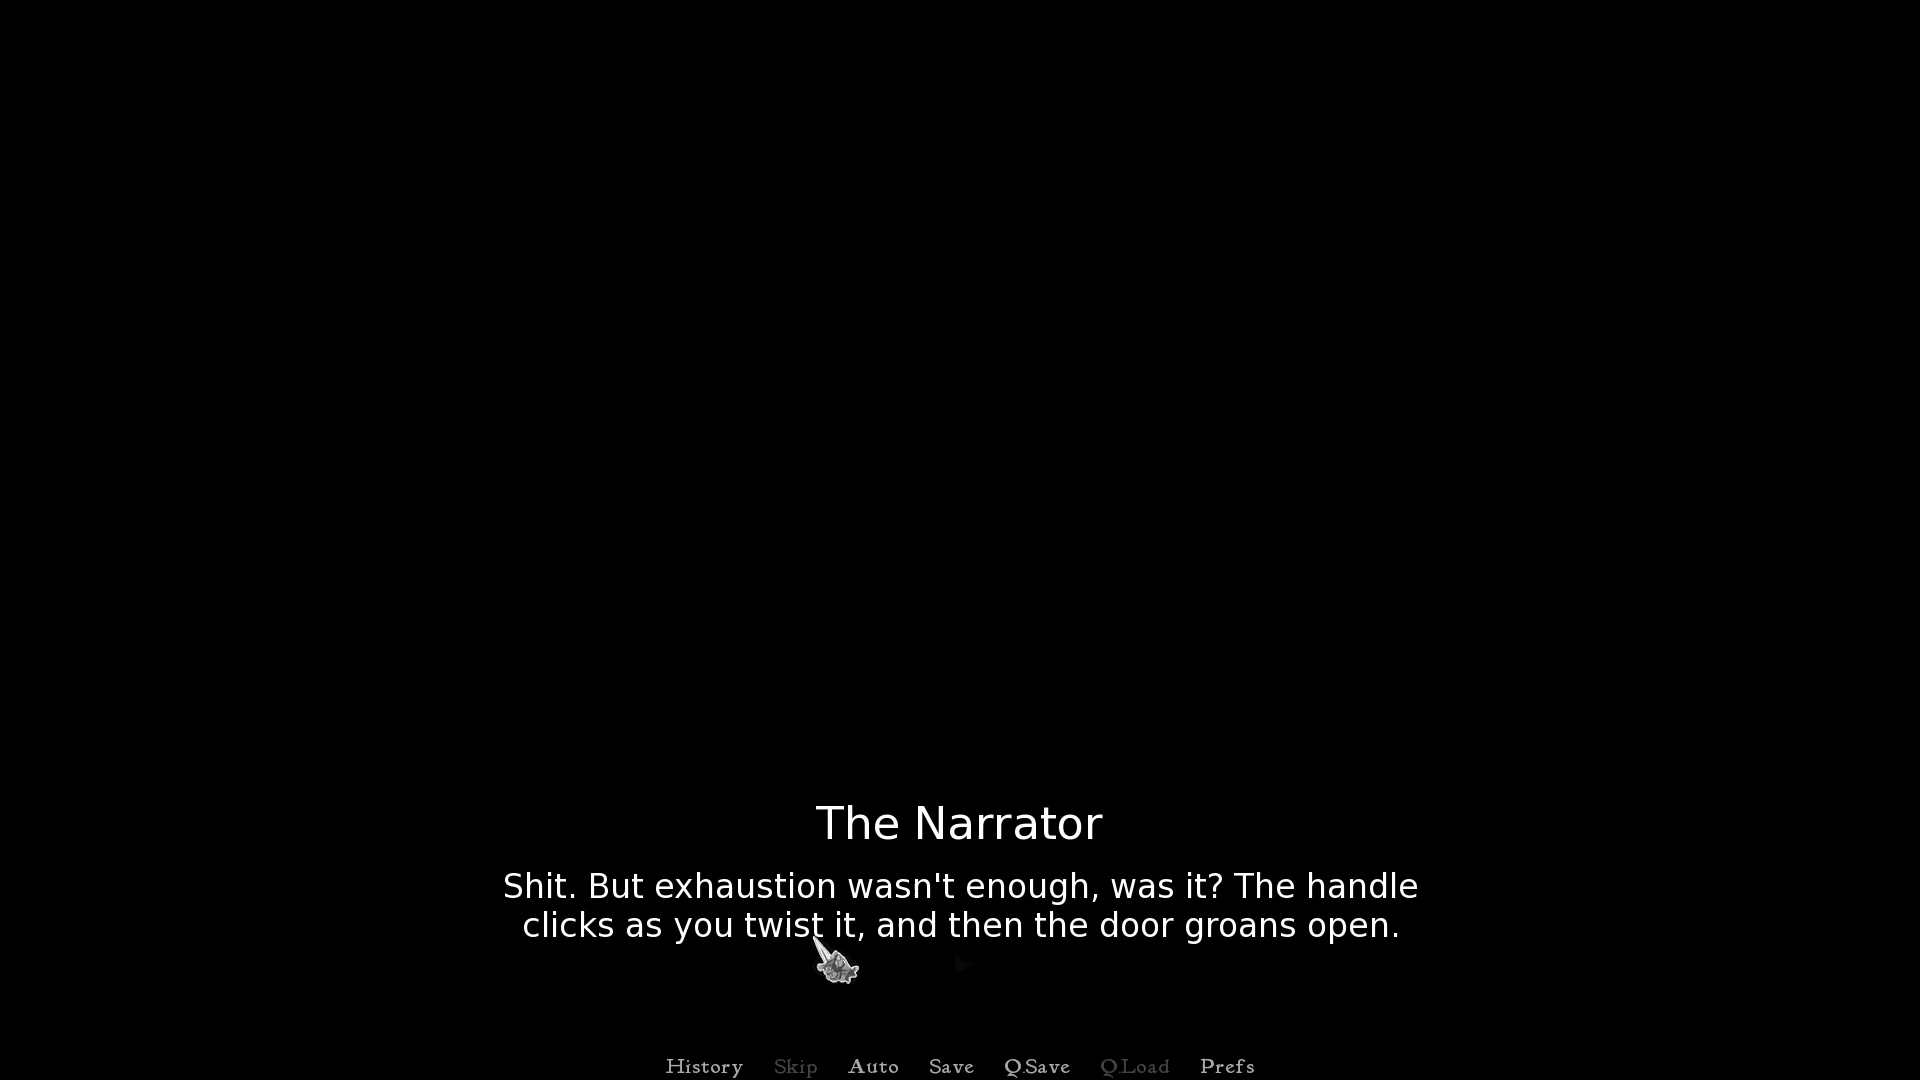 The Narrator
Shit. But exhaustion wasn't enough, was it? The handle
clicks as you twist it, and then the door groans open.
History Skip Auto Save Q.Save Q.Load Prefs